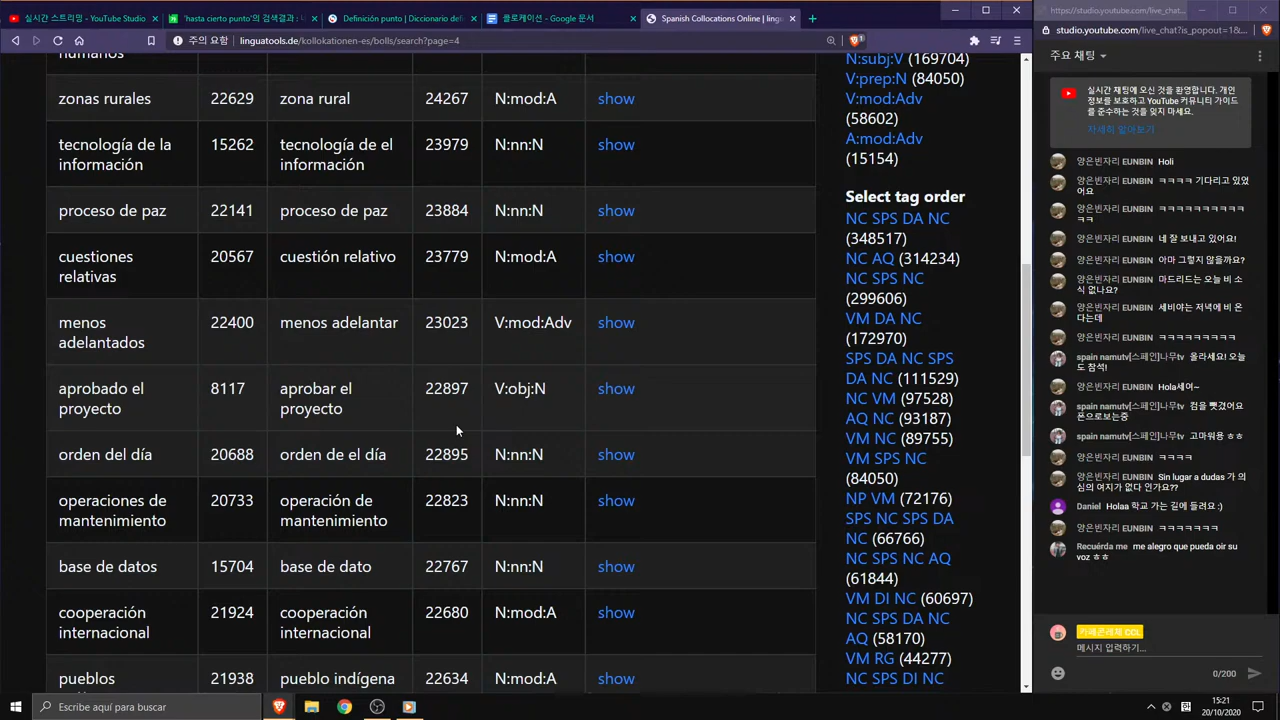 실시간 스트리밍 - YouTube Studio
'hasta cierto punto'의 검색결과 : 네
Definición punto | Diccionario def
콜로케이션 - Google 문서
Spanish Collocations Online | lingu
https://studio.youtube.com/live_chat?is_popout=1&
주의 요함
linguatools.de/kollokationen-es/bolls/search?page=4
studio.youtube.com/live_chat?is_popout=1&...
humanos
zonas rurales 22629 zona rural 24267 N:mod:A show
tecnología de la información 15262 tecnología de el información 23979 N:nn:N show
proceso de paz 22141 proceso de paz 23884 N:nn:N show
cuestiones relativas 20567 cuestión relativo 23779 N:mod:A show
menos adelantados 22400 menos adelantar 23023 V:mod:Adv show
aprobado el proyecto 8117 aprobar el proyecto 22897 V:obj:N show
orden del día 20688 orden de el día 22895 N:nn:N show
operaciones de mantenimiento 20733 operación de mantenimiento 22823 N:nn:N show
base de datos 15704 base de dato 22767 N:nn:N show
cooperación internacional 21924 cooperación internacional 22680 N:mod:A show
pueblos 21938 pueblo indígena 22634 N:mod:A show
N:subj:V (169704)
V:prep:N (84050)
V:mod:Adv
(58602)
A:mod:Adv
(15154)
Select tag order
NC SPS DA NC
(348517)
NC AQ (314234)
NC SPS NC
(299606)
VM DA NC
(172970)
SPS DA NC SPS
DA NC (111529)
NC VM (97528)
AQ NC (93187)
VM NC (89755)
VM SPS NC
(84050)
NP VM (72176)
SPS NC SPS DA
NC (66766)
NC SPS NC AQ
(61844)
VM DI NC (60697)
NC SPS DA NC
AQ (58170)
VM RG (44277)
NC SPS DI NC
주요 채팅
실시간 채팅에 오신 것을 환영합니다. 개인
정보를 보호하고 YouTube 커뮤니티 가이드
를 준수하는 것을 잊지 마세요.
자세히 알아보기
양은빈자리 EUNBIN Holi
양은빈자리 EUNBIN ㅋㅋㅋㅋ 기다리고 있었
어요
양은빈자리 EUNBIN ㅋㅋㅋㅋㅋㅋㅋㅋㅋㅋ
ㅋㅋ
양은빈자리 EUNBIN 네 잘 보내고 있어요!
양은빈자리 EUNBIN 아마 그렇지 않을까요?
양은빈자리 EUNBIN 마드리드는 오늘 비 소
식 없나요?
양은빈자리 EUNBIN 세비야는 저녁에 비 온
다는데
양은빈자리 EUNBIN ㅋㅋㅋㅋㅋㅋㅋㅋㅋ
spain namutv[스페인]나무tv 올라세요! 오늘
도 참석!
양은빈자리 EUNBIN Hola세여~
spain namutv[스페인]나무tv 컴을 뺏겼어요
폰으로보는중
spain namutv[스페인]나무tv 고마워용 ㅎㅎ
양은빈자리 EUNBIN ㅋㅋㅋㅋ
양은빈자리 EUNBIN Sin lugar a dudas 가 의
심의 여지가 없다 인가요??
Daniel Holaa 학교 가는 길에 들려요 :)
양은빈자리 EUNBIN ㅋㅋㅋㅋㅋㅋㅋ
Recuérda me me alegro que pueda oir su
voz ㅎㅎ
카페꼰레체 CCL
메시지 입력하기...
0/200
Escribe aquí para buscar
15:21
20/10/2020